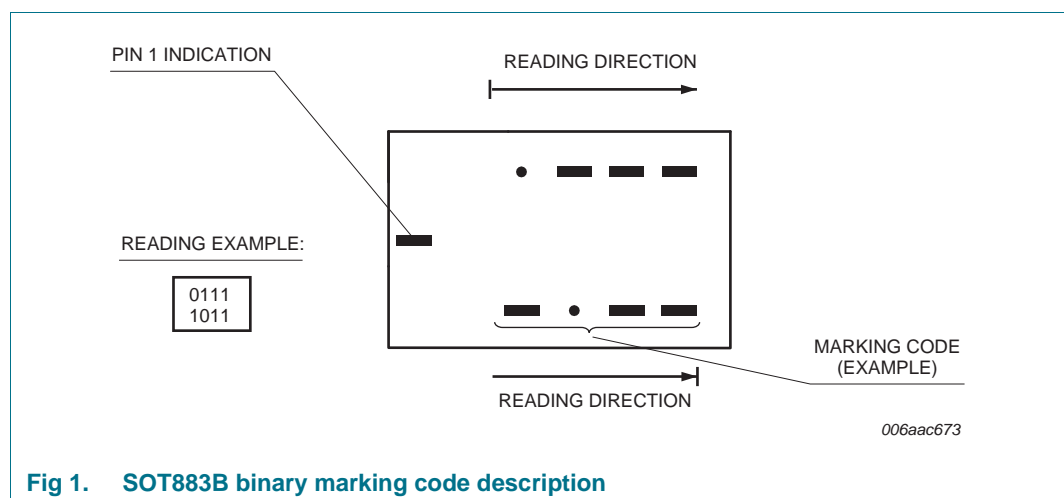 PIN 1 INDICATION
READING DIRECTION
READING EXAMPLE:
0111
1011
MARKING CODE
(EXAMPLE)
READING DIRECTION
006aac673
Fig 1. SOT883B binary marking code description